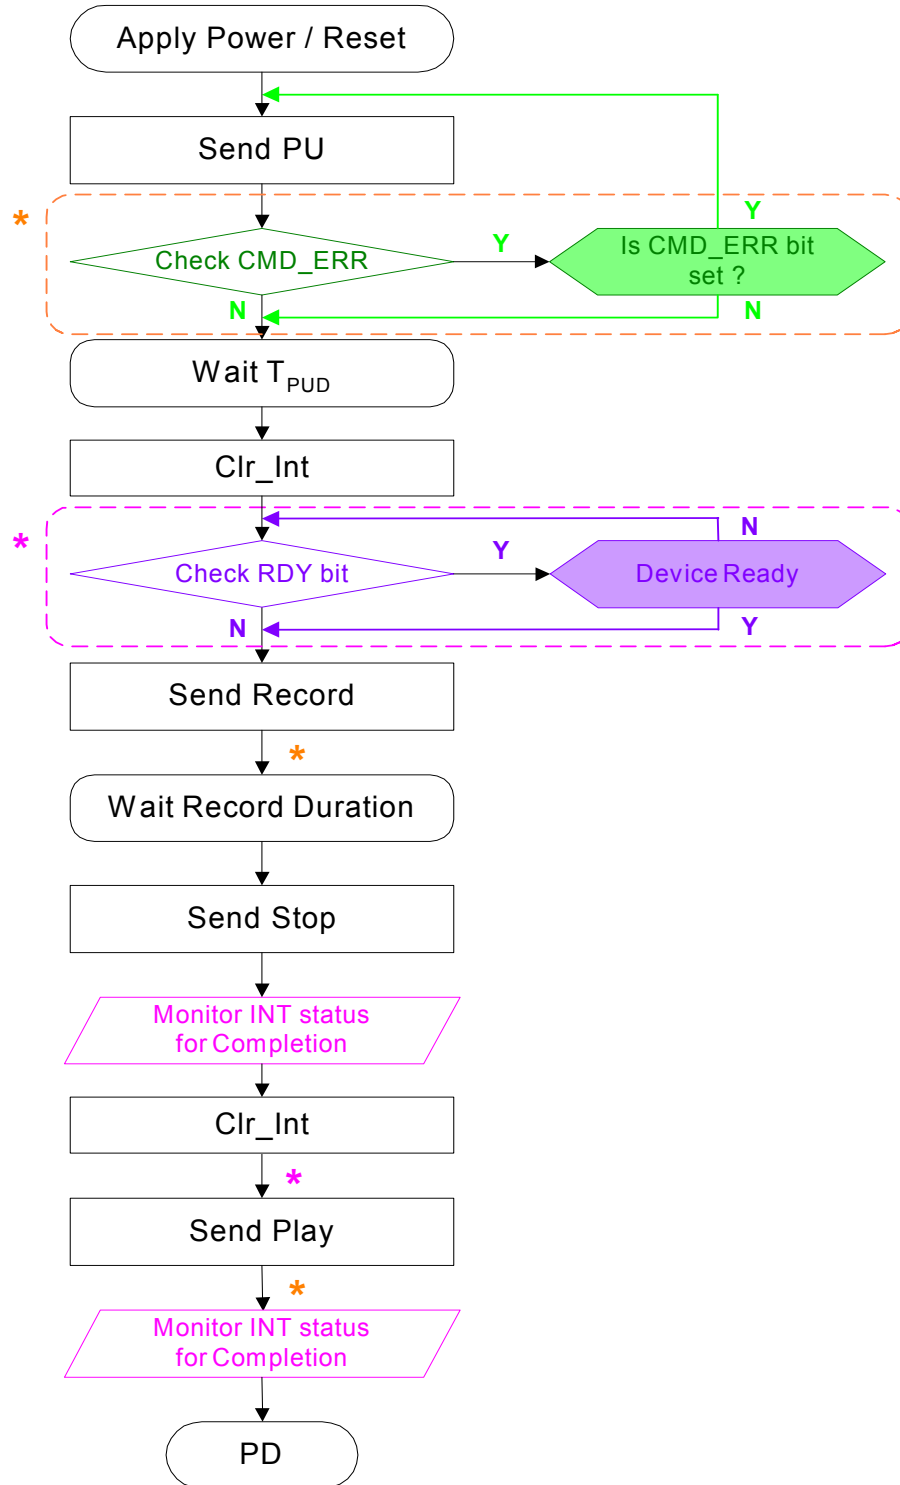 Apply Power / Reset
Send PU
*
Y
Check CMD_ERR
Y
Is CMD_ERR bit
set ?
N
N
Wait TPUD
Clr_Int
*
N
Check RDY bit
Y
Device Ready
N
Y
Send Record
*
Wait Record Duration
Send Stop
Monitor INT status
for Completion
Clr_Int
*
Send Play
*
Monitor INT status
for Completion
PD